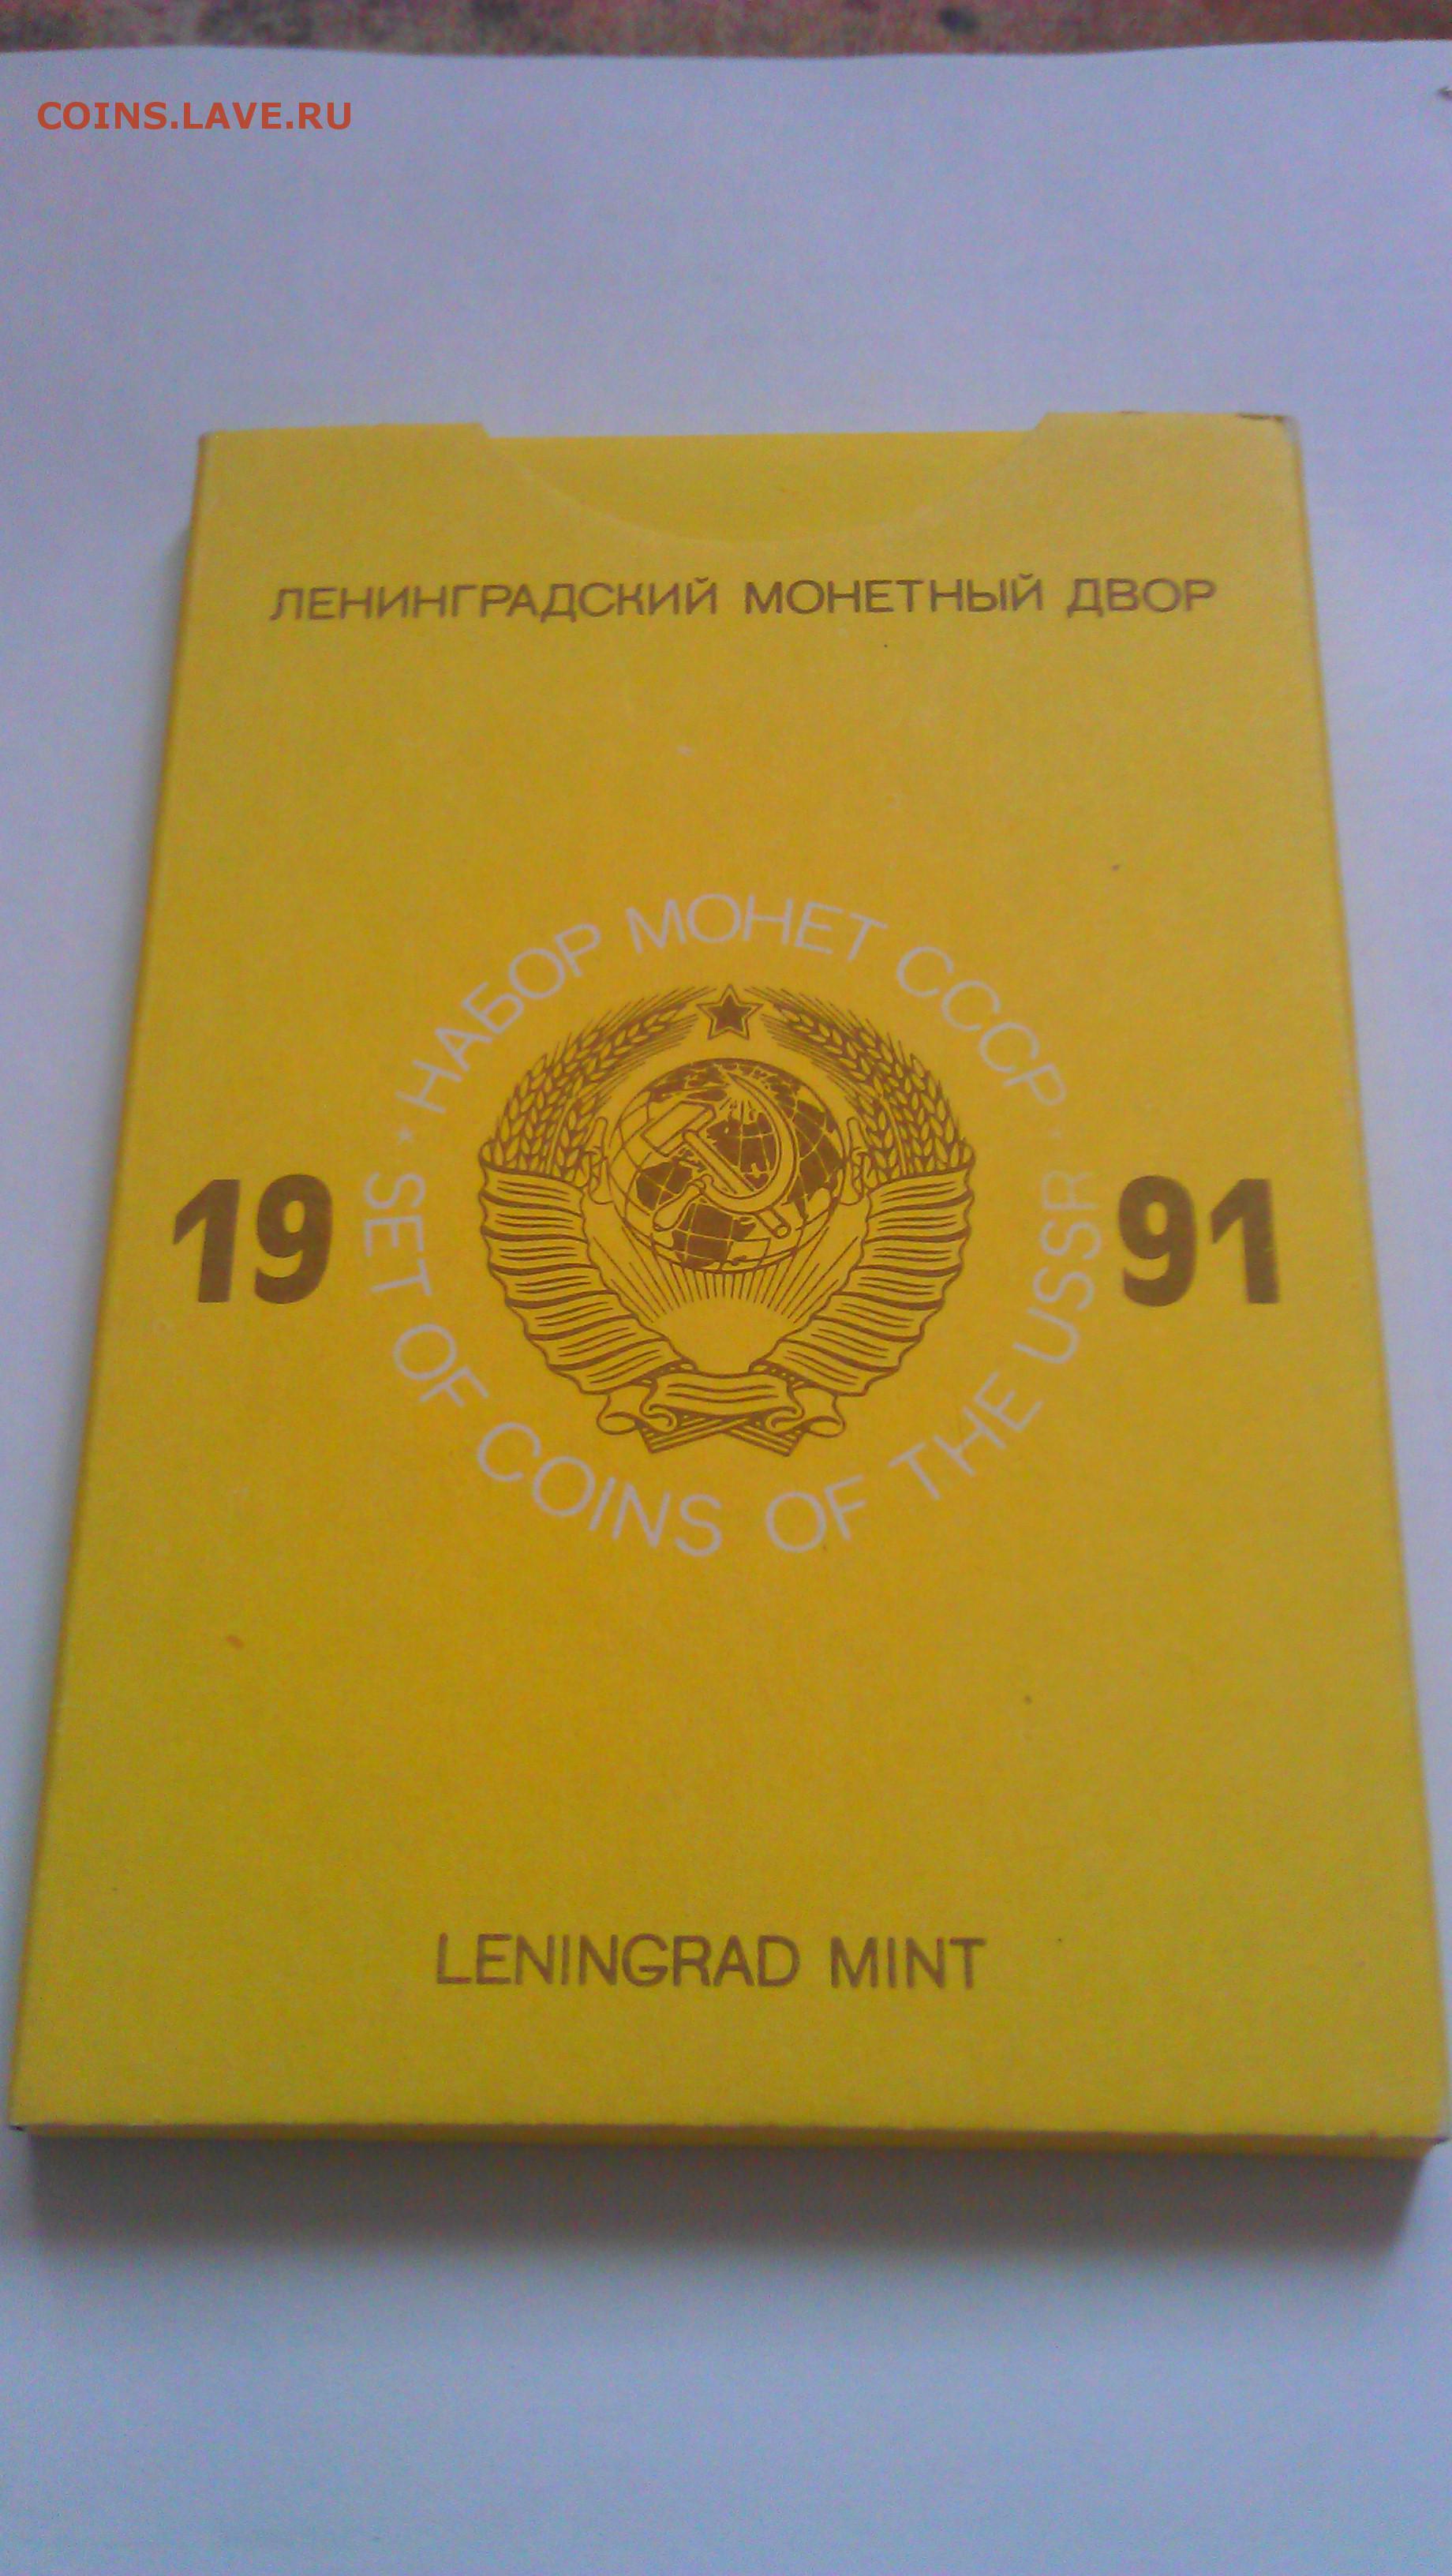 COINS.LAVE.RU
ЛЕНИНГРАДСКИЙ МОНЕТНЫЙ ДВОР
· НАБОР МОНЕТ СССР ·
19 91
SET OF COINS OF THE USSR
LENINGRAD MINT